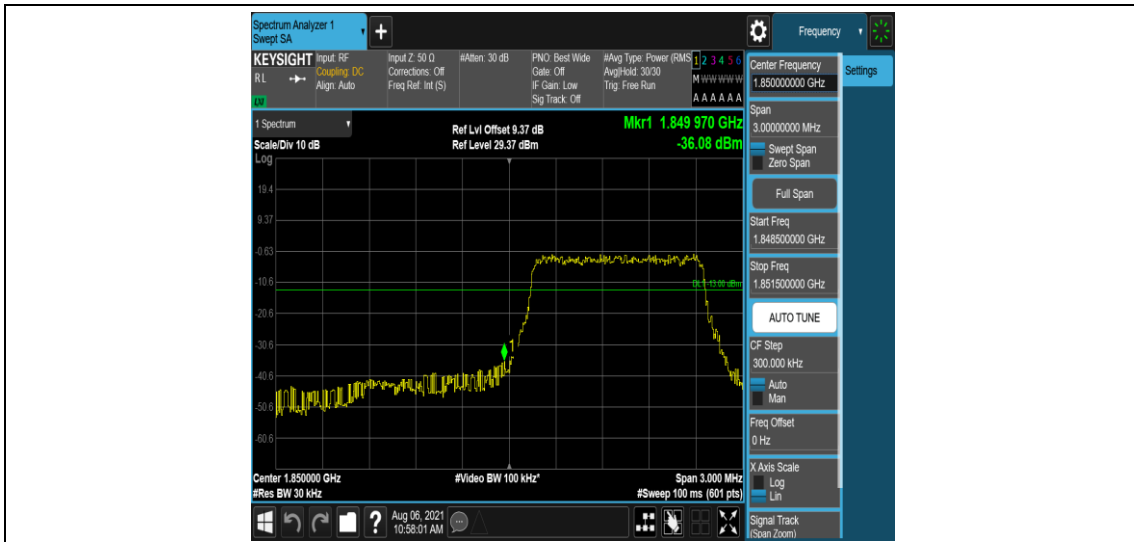 Spectrum Analyzer 1
Swept SA
Frequency
KEYSIGHT
RL
LM
Input: RF
Coupling: DC
Align: Auto
Input Z: 50 Ω
Corrections: Off
Freq Ref: Int (S)
#Atten: 30 dB
PNO: Best Wide
Gate: Off
IF Gain: Low
Sig Track: Off
#Avg Type: Power (RMS
Avg|Hold: 30/30
Trig: Free Run
1 2 3 4 5 6
M W W W W W
A A A A A A
1 Spectrum
Scale/Div 10 dB
Log
Ref Lvl Offset 9.37 dB
Ref Level 29.37 dBm
Mkr1 1.849 970 GHz
-36.08 dBm
19.4
9.37
-0.63
-10.6
-20.6
-30.6
-40.6
-50.6
-60.6
DL1 -13.00 dBm
1
Center 1.850000 GHz
#Res BW 30 kHz
#Video BW 100 kHz*
Span 3.000 MHz
#Sweep 100 ms (601 pts)
Center Frequency
1.850000000 GHz
Settings
Span
3.00000000 MHz
Swept Span
Zero Span
Full Span
Start Freq
1.848500000 GHz
Stop Freq
1.851500000 GHz
AUTO TUNE
CF Step
300.000 kHz
Auto
Man
Freq Offset
0 Hz
X Axis Scale
Log
Lin
Signal Track
(Span Zoom)
?
Aug 06, 2021
10:58:01 AM